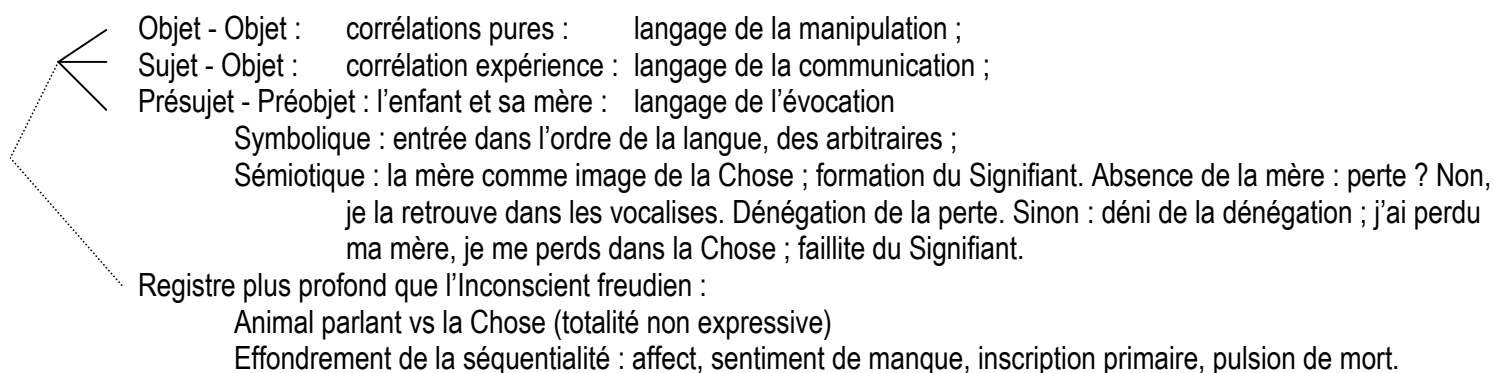 Objet - Objet : corrélations pures : langage de la manipulation ;
Sujet - Objet : corrélation expérience : langage de la communication ;
Présujet - Préobjet : l’enfant et sa mère : langage de l’évocation
Symbolique : entrée dans l’ordre de la langue, des arbitraires ;
Sémiotique : la mère comme image de la Chose ; formation du Signifiant. Absence de la mère : perte ? Non,
je la retrouve dans les vocalises. Dénégation de la perte. Sinon : déni de la dénégation ; j’ai perdu
ma mère, je me perds dans la Chose ; faillite du Signifiant.
Registre plus profond que l’Inconscient freudien :
Animal parlant vs la Chose (totalité non expressive)
Effondrement de la séquentialité : affect, sentiment de manque, inscription primaire, pulsion de mort.